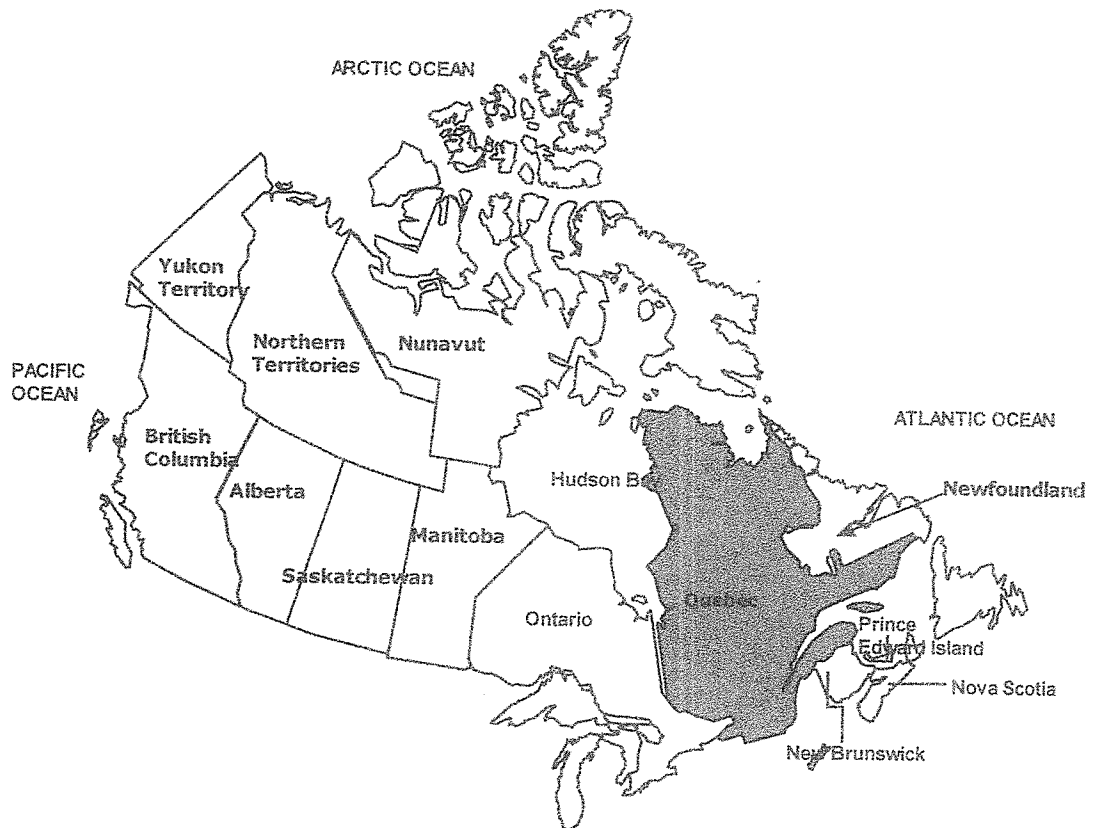 ARCTIC OCEAN
Yukon
Territory
Northern
Territories
Nunavut
PACIFIC
OCEAN
British
Columbia
ATLANTIC OCEAN
Hudson Bay
Alberta
Newfoundland
Manitoba
Saskatchewan
Quebec
Ontario
Prince
Edward Island
Nova Scotia
New Brunswick